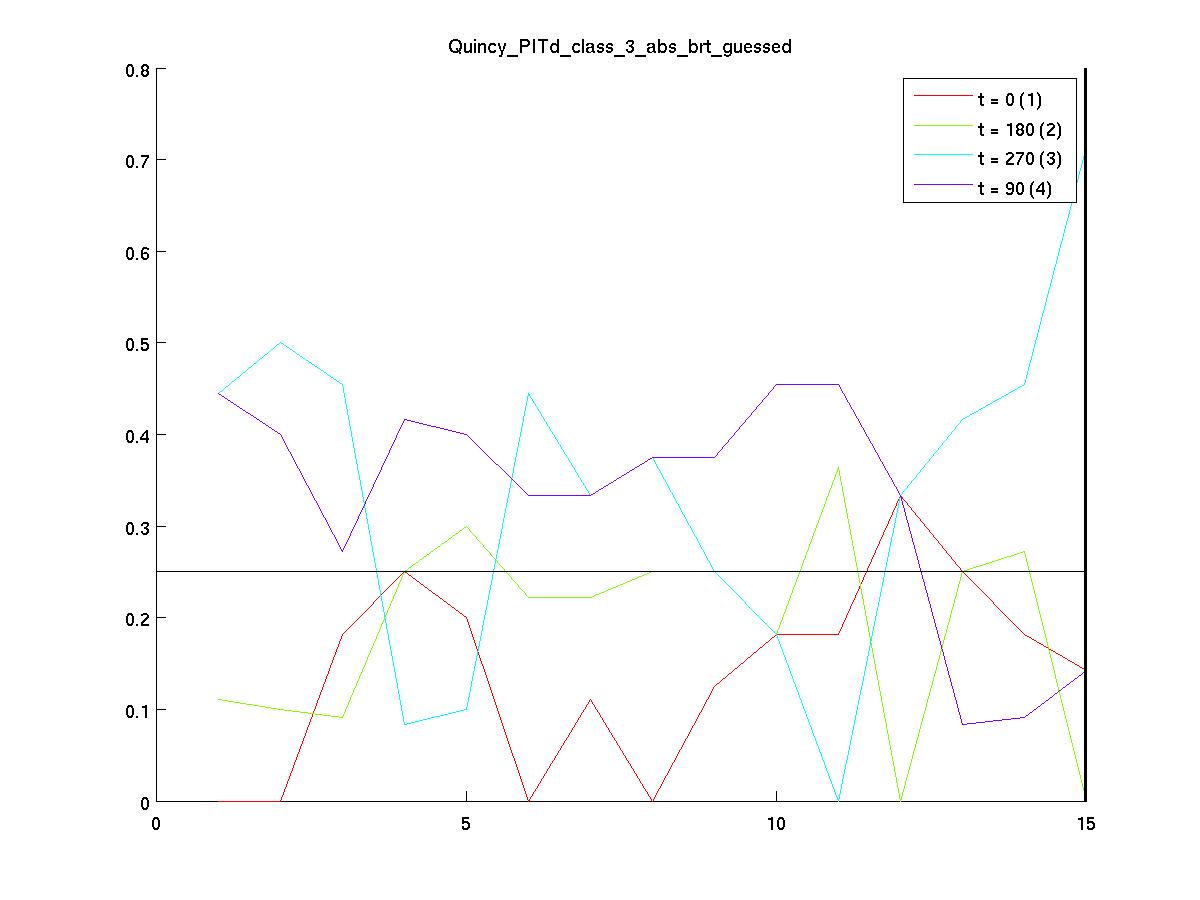 Quincy_PITd_class_3_abs_brt_guessed
0.8
0.7
0.6
0.5
0.4
0.3
0.2
0.1
0
0 5 10 15
t = 0 (1)
t = 180 (2)
t = 270 (3)
t = 90 (4)